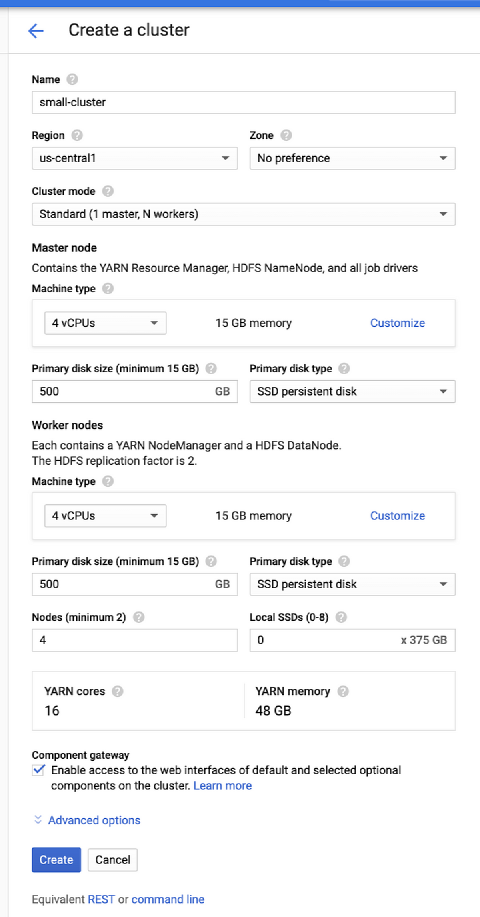 Create a cluster
Name
small-cluster
Region Zone
us-central1 No preference
Cluster mode
Standard (1 master, N workers)
Master node
Contains the YARN Resource Manager, HDFS NameNode, and all job drivers
Machine type
4 vCPUs 15 GB memory Customize
Primary disk size (minimum 15 GB) Primary disk type
500 GB SSD persistent disk
Worker nodes
Each contains a YARN NodeManager and a HDFS DataNode.
The HDFS replication factor is 2.
Machine type
4 vCPUs 15 GB memory Customize
Primary disk size (minimum 15 GB) Primary disk type
500 GB SSD persistent disk
Nodes (minimum 2) Local SSDs (0-8)
4 0 x 375 GB
YARN cores YARN memory
16 48 GB
Component gateway
Enable access to the web interfaces of default and selected optional
components on the cluster. Learn more
Advanced options
Create Cancel
Equivalent REST or command line